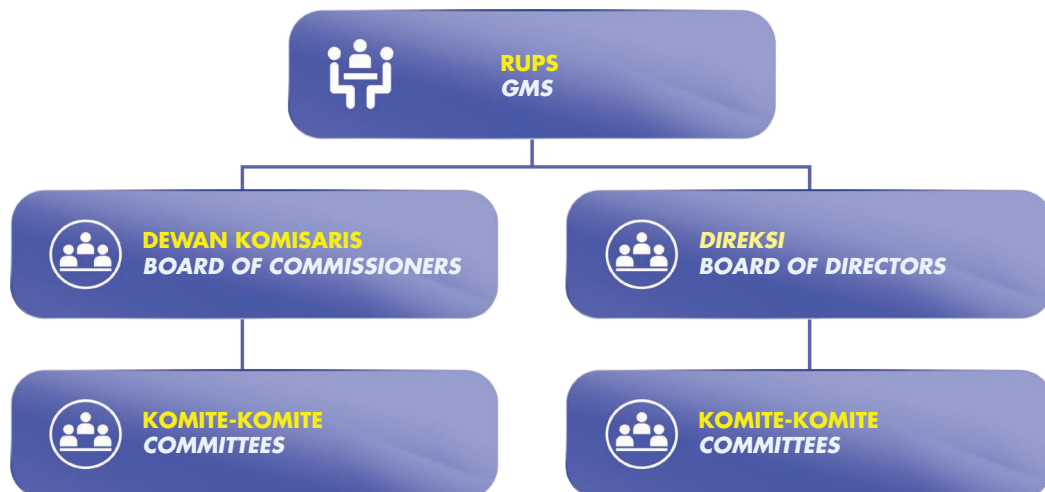 RUPS
GMS
DEWAN KOMISARIS
BOARD OF COMMISSIONERS
DIREKSI
BOARD OF DIRECTORS
KOMITE-KOMITE
COMMITTEES
KOMITE-KOMITE
COMMITTEES